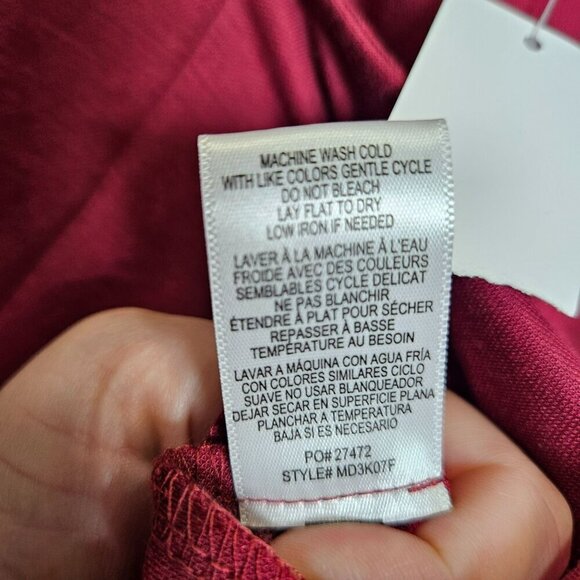 MACHINE WASH COLD
WITH LIKE COLORS GENTLE CYCLE
DO NOT BLEACH
LAY FLAT TO DRY
LOW IRON IF NEEDED
LAVER À LA MACHINE À L'EAU
FROIDE AVEC DES COULEURS
SEMBLABLES CYCLE DELICAT
NE PAS BLANCHIR
ÉTENDRE À PLAT POUR SÉCHER
REPASSER À BASSE
TEMPÉRATURE AU BESOIN
LAVAR A MÁQUINA CON AGUA FRÍA
CON COLORES SIMILARES CICLO
SUAVE NO USAR BLANQUEADOR
DEJAR SECAR EN SUPERFICIE PLANA
PLANCHAR A TEMPERATURA
BAJA SI ES NECESARIO
PO# 27472
STYLE# MD3K07F